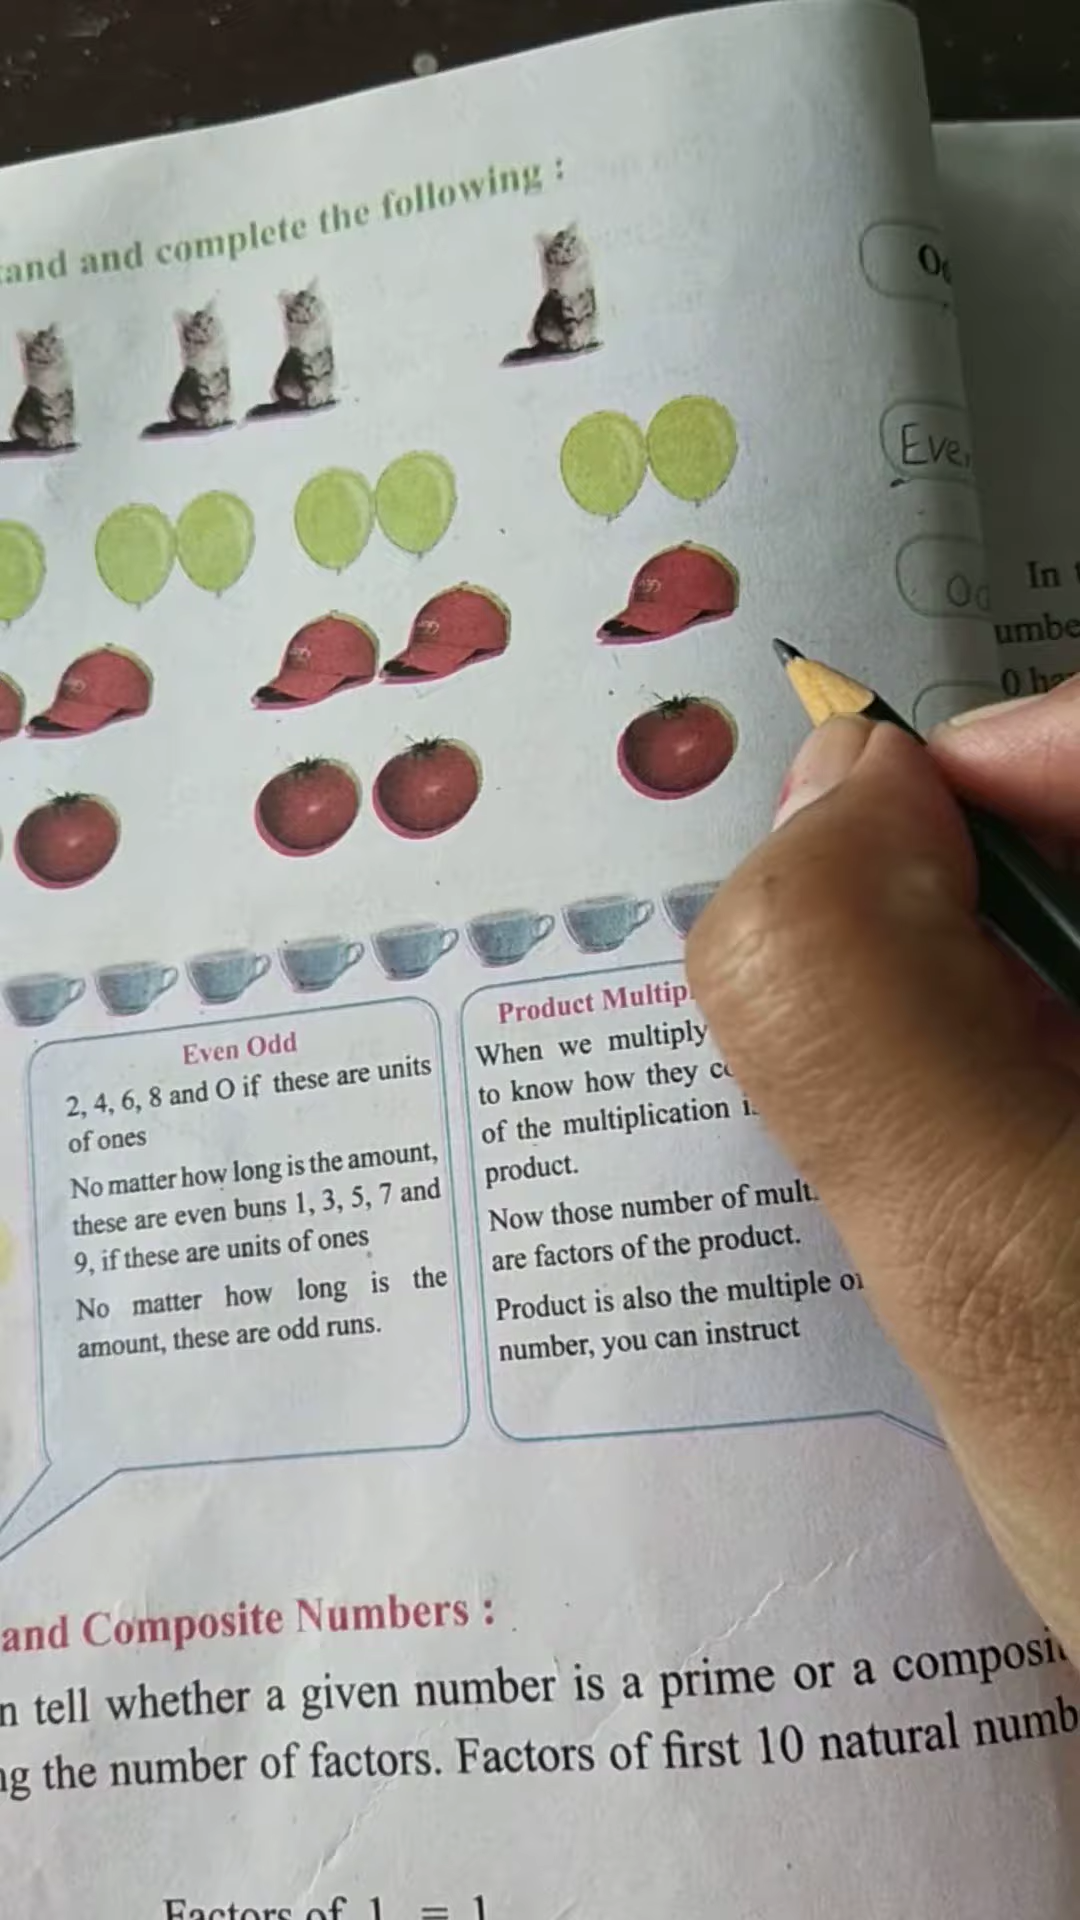 and and complete the following :
Eve
In
0
Even Odd
2, 4, 6, 8 and O if these are units
of ones
No matter how long is the amount,
these are even buns 1, 3, 5, 7 and
9, if these are units of ones
No matter how long is the
amount, these are odd runs.
Product Multip
When we multiply
to know how they
of the multiplication
product.
Now those number of mult
are factors of the product.
Product is also the multiple
number, you can instruct
and Composite Numbers :
n tell whether a given number is a prime or a composi
ng the number of factors. Factors of first 10 natural numb
Factors of 1 = 1